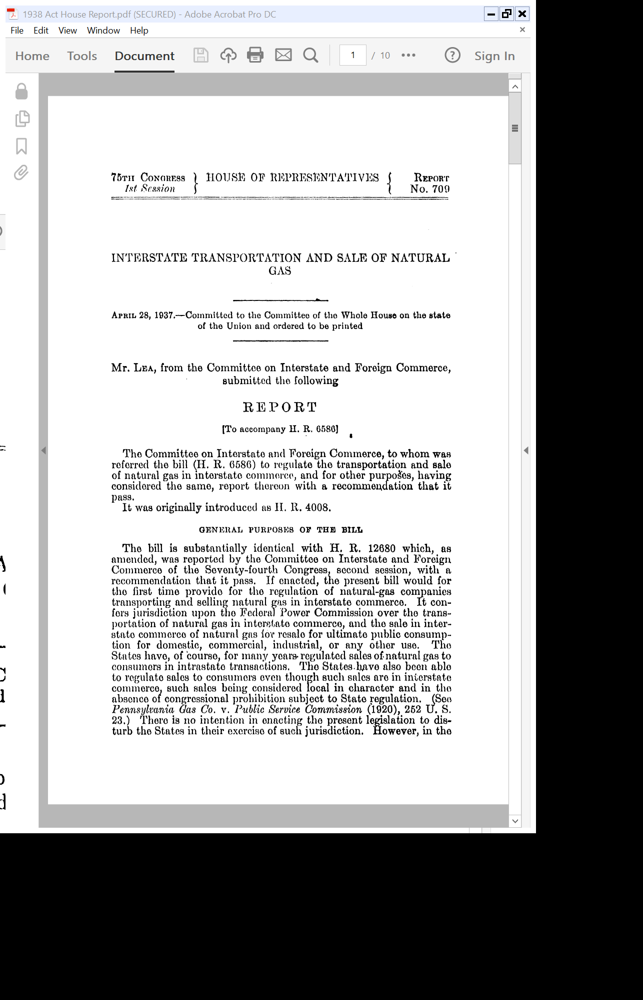 1938 Act House Report.pdf (SECURED) - Adobe Acrobat Pro DC
File Edit View Window Help
Home Tools Document 1 / 10 Sign In
75TH CONGRESS HOUSE OF REPRESENTATIVES REPORT
1st Session No. 709
INTERSTATE TRANSPORTATION AND SALE OF NATURAL
GAS
APRIL 28, 1937.—Committed to the Committee of the Whole House on the state
of the Union and ordered to be printed
Mr. LEA, from the Committee on Interstate and Foreign Commerce,
submitted the following
REPORT
[To accompany H. R. 6586]
The Committee on Interstate and Foreign Commerce, to whom was
referred the bill (H. R. 6586) to regulate the transportation and sale
of natural gas in interstate commerce, and for other purposes, having
considered the same, report thereon with a recommendation that it
pass.
It was originally introduced as H. R. 4008.
GENERAL PURPOSES OF THE BILL
The bill is substantially identical with H. R. 12680 which, as
amended, was reported by the Committee on Interstate and Foreign
Commerce of the Seventy-fourth Congress, second session, with a
recommendation that it pass. If enacted, the present bill would for
the first time provide for the regulation of natural-gas companies
transporting and selling natural gas in interstate commerce. It con-
fers jurisdiction upon the Federal Power Commission over the trans-
portation of natural gas in interstate commerce, and the sale in inter-
state commerce of natural gas for resale for ultimate public consump-
tion for domestic, commercial, industrial, or any other use. The
States have, of course, for many years regulated sales of natural gas to
consumers in intrastate transactions. The States have also been able
to regulate sales to consumers even though such sales are in interstate
commerce, such sales being considered local in character and in the
absence of congressional prohibition subject to State regulation. (See
Pennsylvania Gas Co. v. Public Service Commission (1920), 252 U. S.
23.) There is no intention in enacting the present legislation to dis-
turb the States in their exercise of such jurisdiction. However, in the